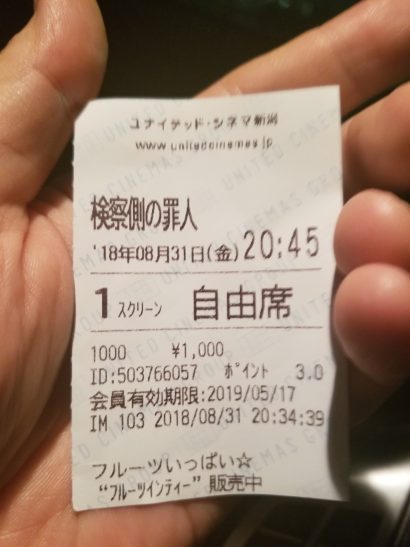 ユナイテッド・シネマ新潟
www.unitedcinemas.jp
検察側の罪人
'18年08月31日(金)20:45
1 スクリーン 自由席
1000 ¥1,000
ID:503766057 ポイント 3.0
会員有効期限:2019/05/17
IM 103 2018/08/31 20:34:39
フルーツいっぱい☆
"フルーツインティー" 販売中